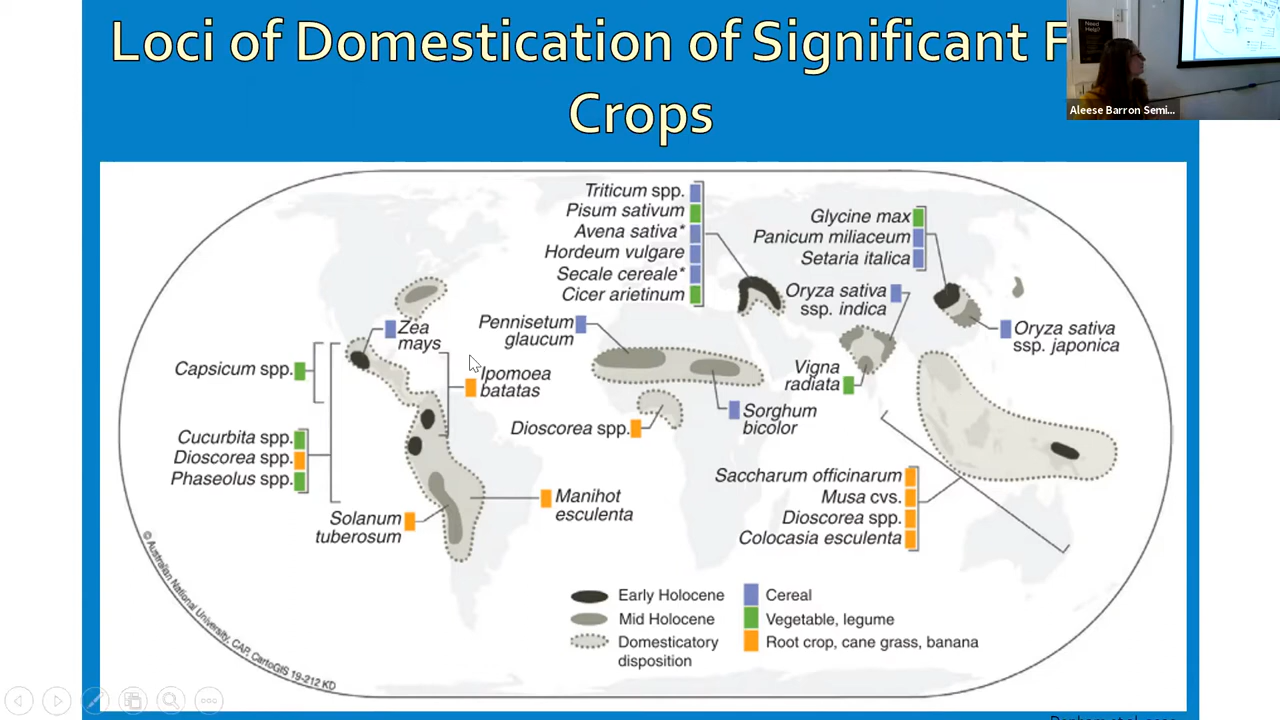 Loci of Domestication of Significant F
Crops
Need
Help?
Aleese Barron Semi...
Triticum spp.
Pisum sativum
Avena sativa*
Hordeum vulgare
Secale cereale*
Cicer arietinum
Glycine max
Panicum miliaceum
Setaria italica
Oryza sativa
ssp. indica
Oryza sativa
ssp. japonica
Zea
mays
Pennisetum
glaucum
Capsicum spp.
Ipomoea
batatas
Vigna
radiata
Sorghum
bicolor
Dioscorea spp.
Cucurbita spp.
Dioscorea spp.
Phaseolus spp.
Manihot
esculenta
Solanum
tuberosum
Saccharum officinarum
Musa cvs.
Dioscorea spp.
Colocasia esculenta
Early Holocene
Mid Holocene
Domesticatory
disposition
Cereal
Vegetable, legume
Root crop, cane grass, banana
© Australian National University, CAP, CartoGIS 19-212 KD